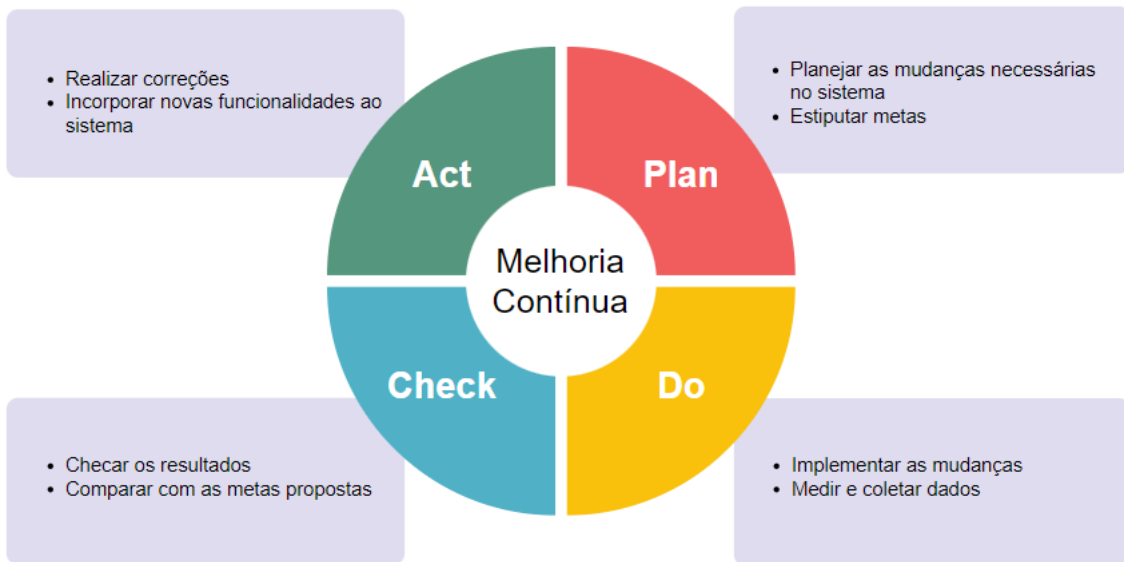 • Realizar correções
• Incorporar novas funcionalidades ao
sistema
• Planejar as mudanças necessárias
no sistema
• Estiputar metas
Act
Plan
Melhoria
Contínua
Check
Do
• Checar os resultados
• Comparar com as metas propostas
• Implementar as mudanças
• Medir e coletar dados